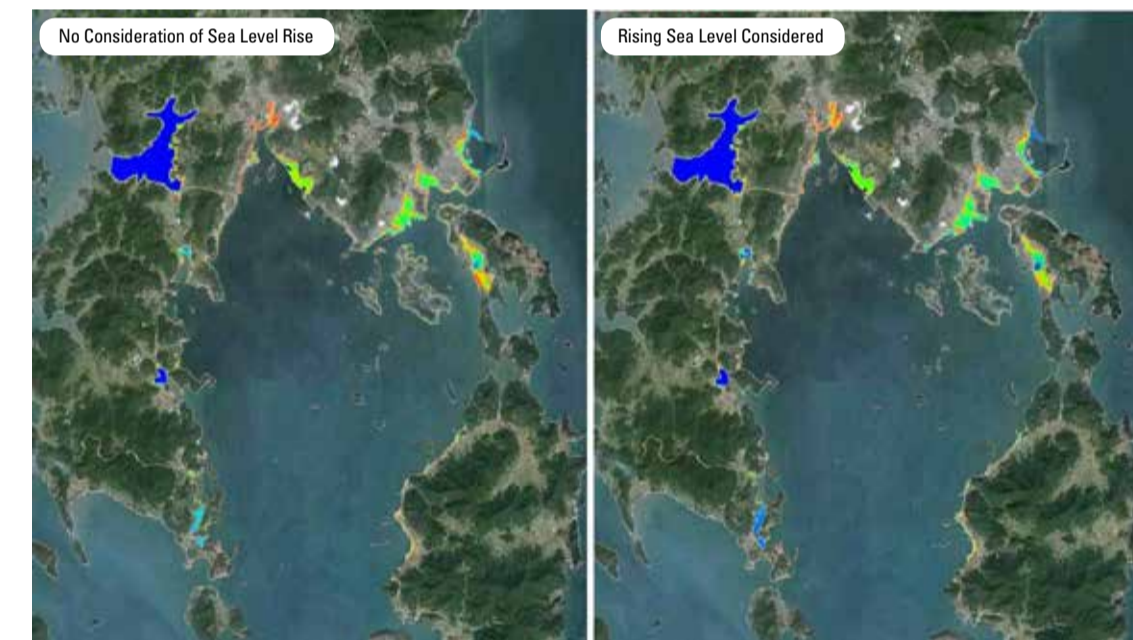 No Consideration of Sea Level Rise
Rising Sea Level Considered